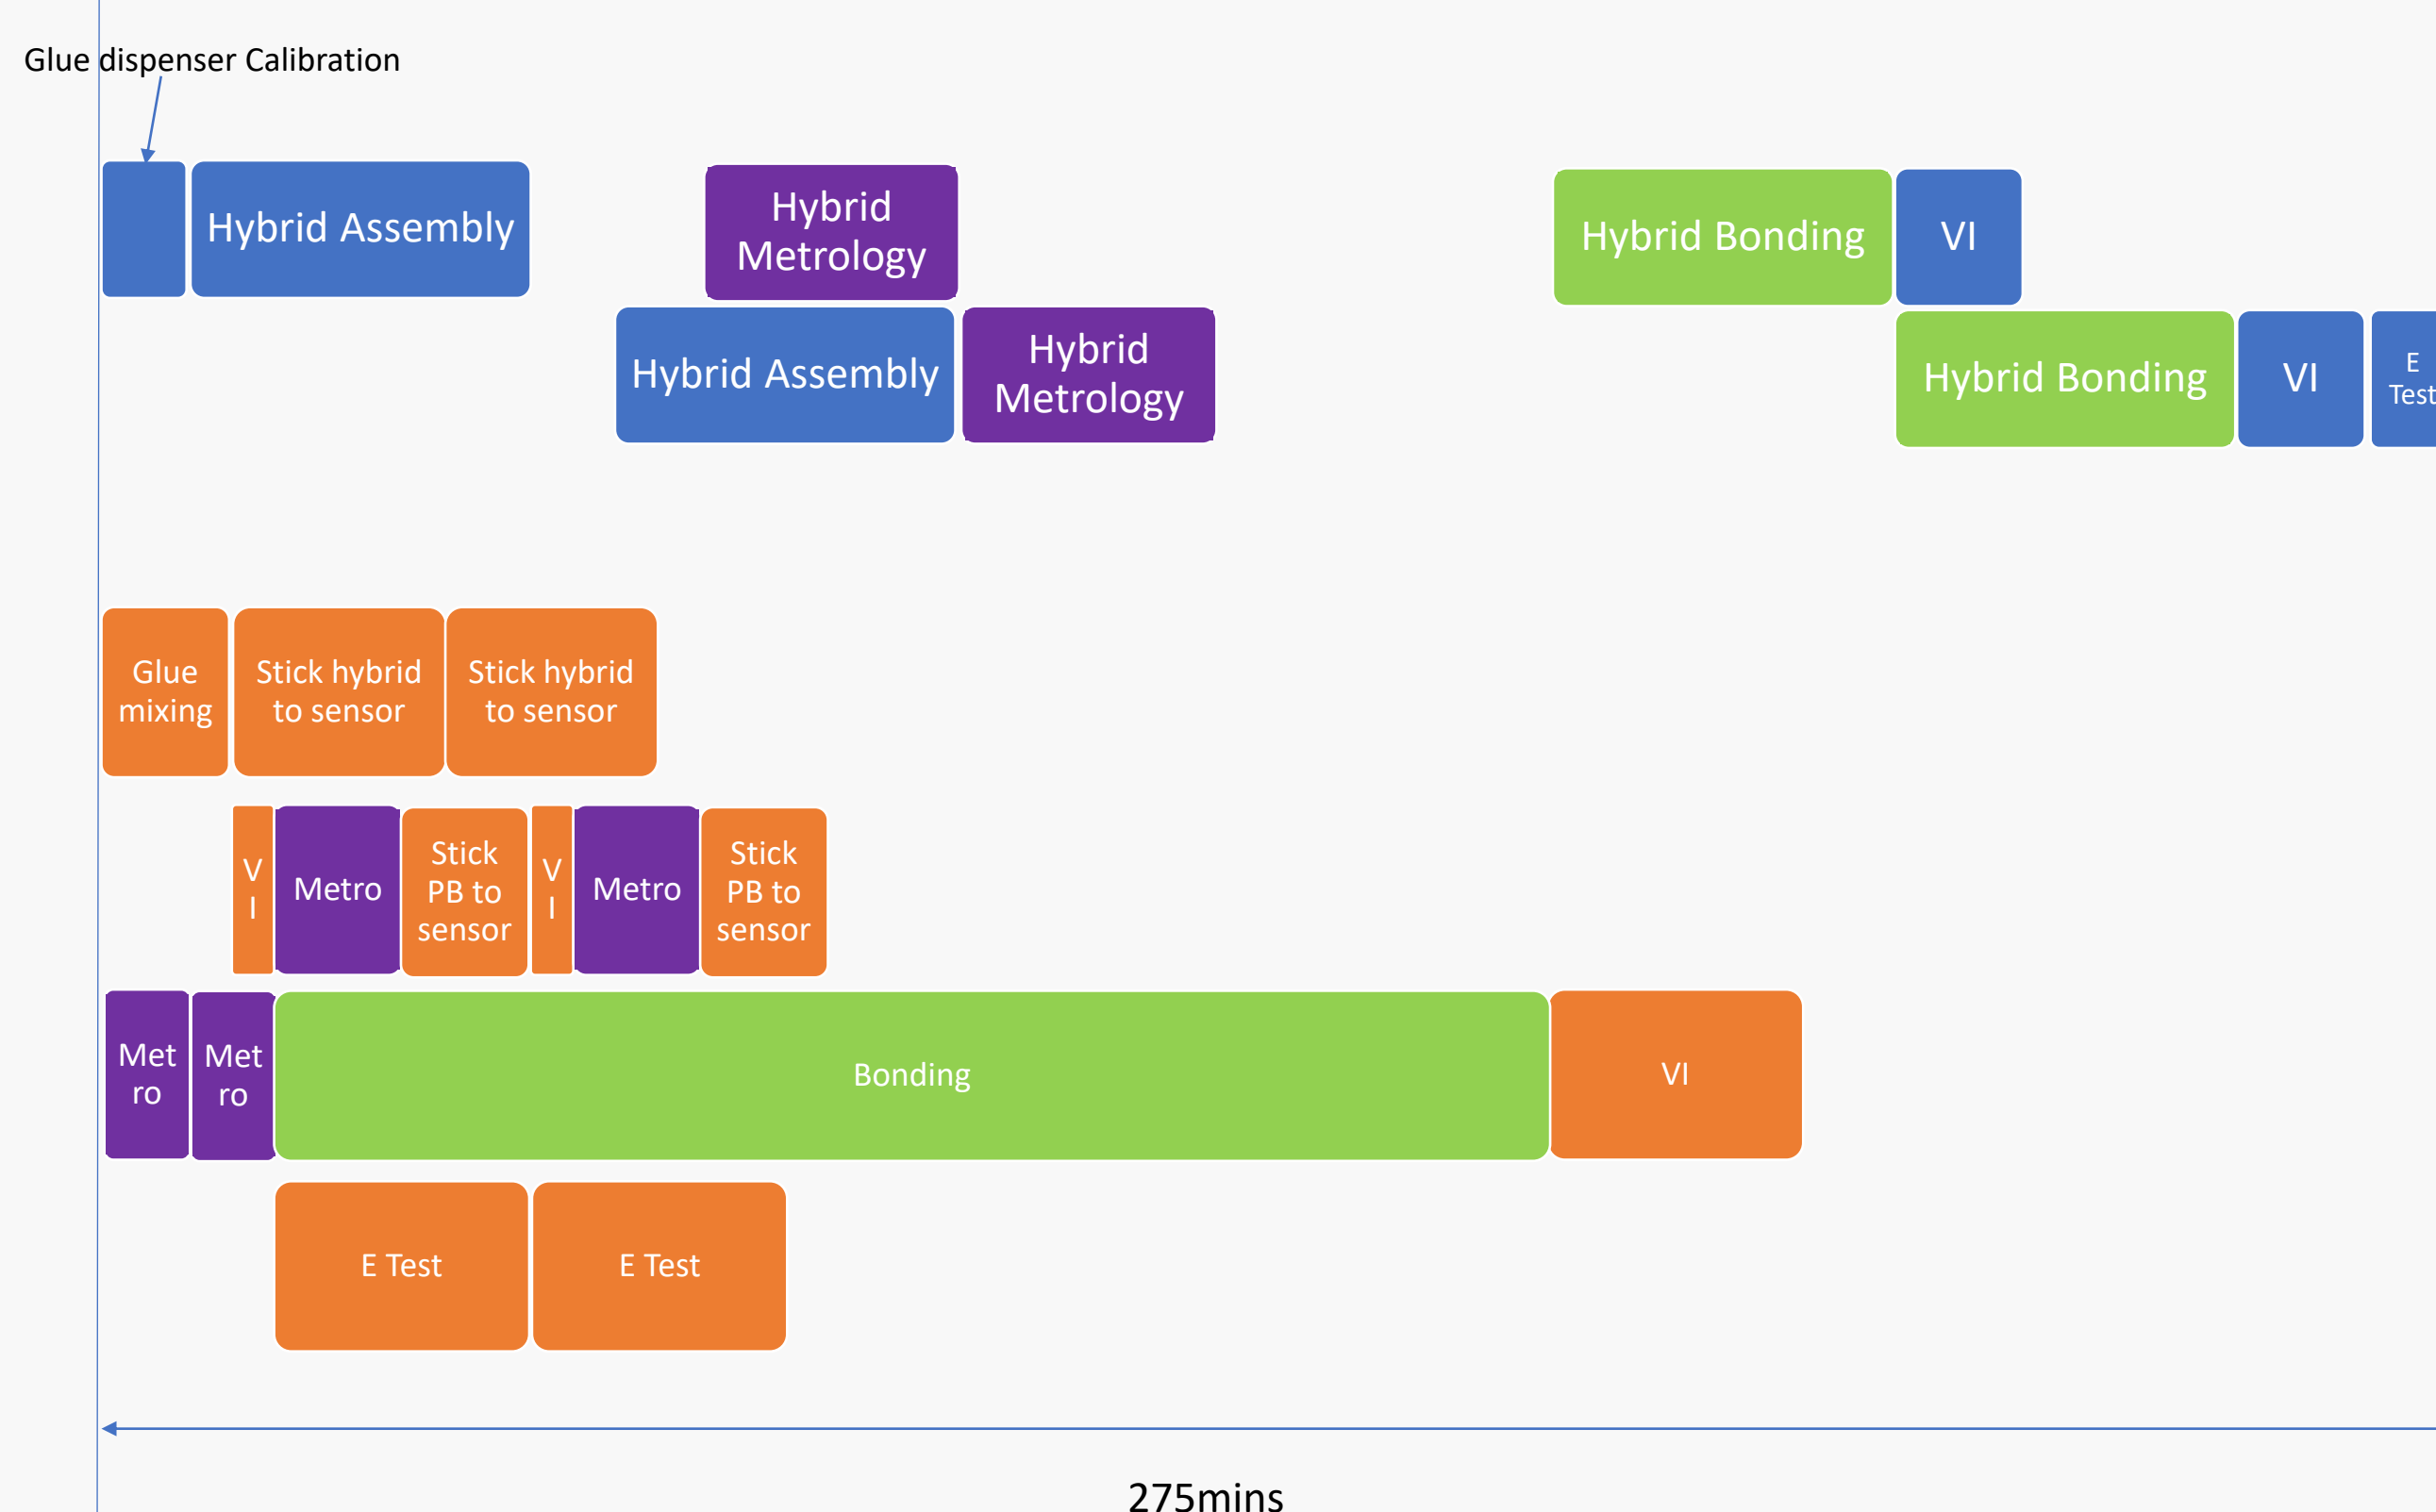 Glue dispenser Calibration
Hybrid Assembly
Hybrid
Metrology
Hybrid Bonding
VI
Hybrid Assembly
Hybrid
Metrology
Hybrid Bonding
VI
E
Test
Glue
mixing
Stick hybrid
to sensor
Stick hybrid
to sensor
V
I
Metro
Stick
PB to
sensor
V
I
Metro
Stick
PB to
sensor
Met
ro
Met
ro
Bonding
VI
E Test
E Test
275mins